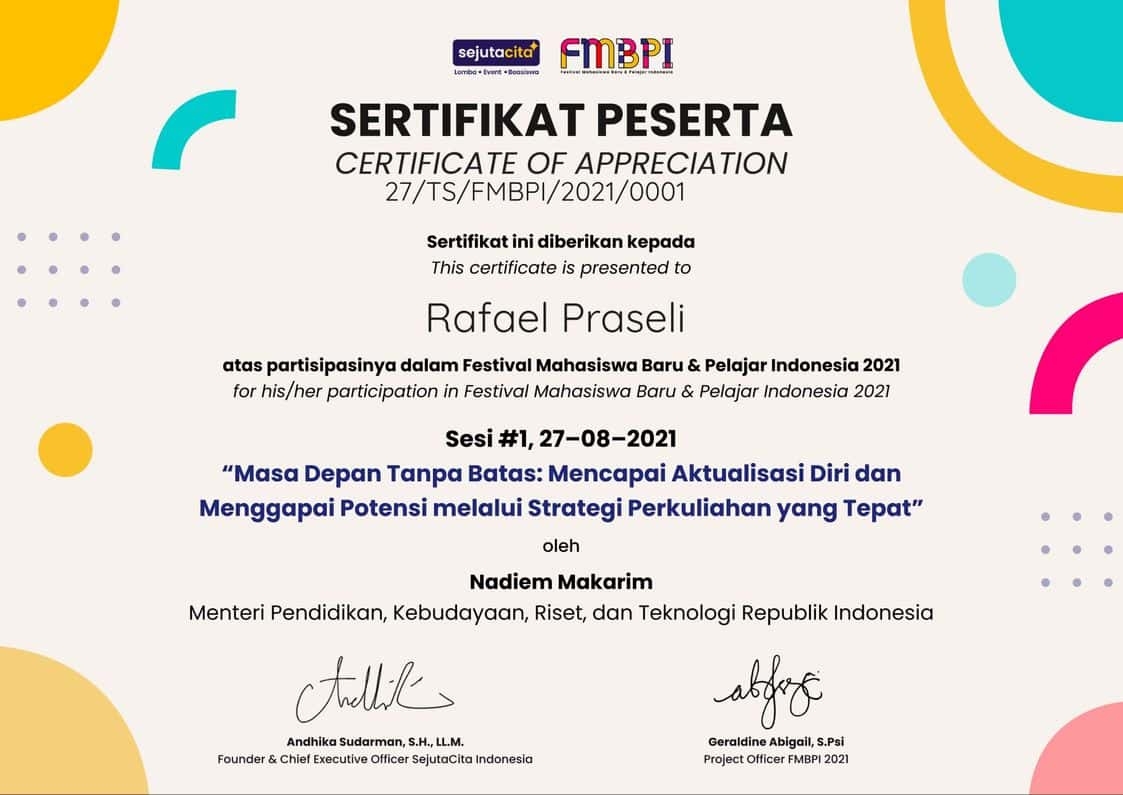 sejutacita
Lomba • Event • Beasiswa
FMBPI
Festival Mahasiswa Baru & Pelajar Indonesia
SERTIFIKAT PESERTA
CERTIFICATE OF APPRECIATION
27/TS/FMBPI/2021/0001
Sertifikat ini diberikan kepada
This certificate is presented to
Rafael Praseli
atas partisipasinya dalam Festival Mahasiswa Baru & Pelajar Indonesia 2021
for his/her participation in Festival Mahasiswa Baru & Pelajar Indonesia 2021
Sesi #1, 27–08–2021
“Masa Depan Tanpa Batas: Mencapai Aktualisasi Diri dan
Menggapai Potensi melalui Strategi Perkuliahan yang Tepat”
oleh
Nadiem Makarim
Menteri Pendidikan, Kebudayaan, Riset, dan Teknologi Republik Indonesia
Andhika Sudarman, S.H., LL.M.
Founder & Chief Executive Officer SejutaCita Indonesia
Geraldine Abigail, S.Psi
Project Officer FMBPI 2021